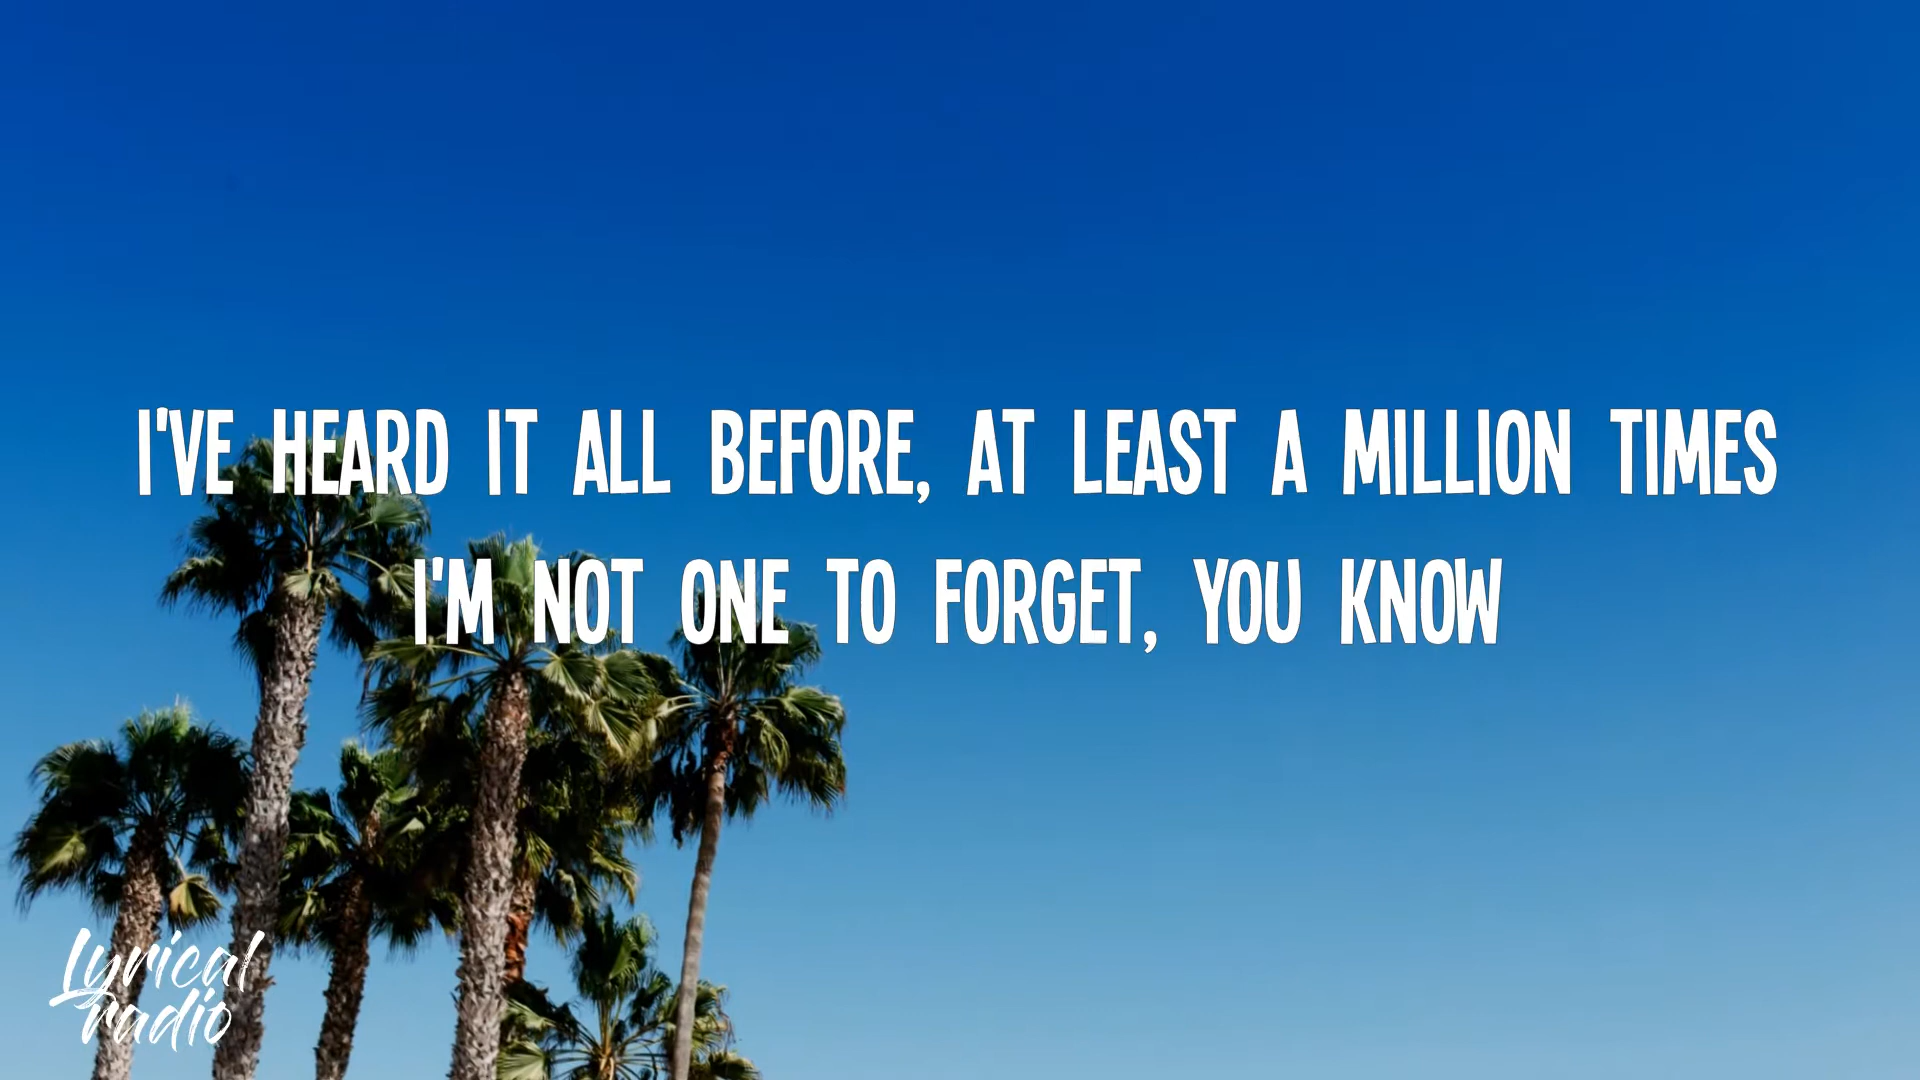 I'VE HEARD IT ALL BEFORE, AT LEAST A MILLION TIMES
I'M NOT ONE TO FORGET, YOU KNOW
Lyrical
radio